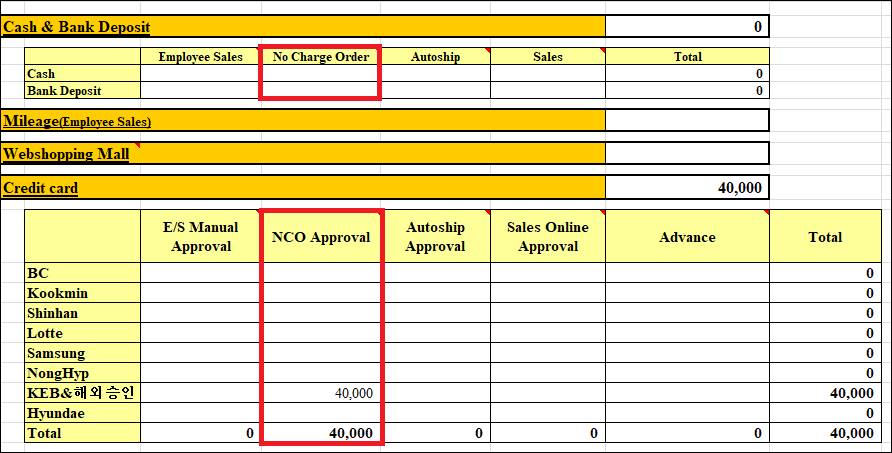 Cash & Bank Deposit 0
Employee Sales No Charge Order Autoship Sales Total
Cash 0
Bank Deposit 0
Mileage(Employee Sales)
Webshopping Mall
Credit card 40,000
E/S Manual Approval NCO Approval Autoship Approval Sales Online Approval Advance Total
BC 0
Kookmin 0
Shinhan 0
Lotte 0
Samsung 0
NongHyp 0
KEB&해외승인 40,000 40,000
Hyundae 0
Total 0 40,000 0 0 0 40,000